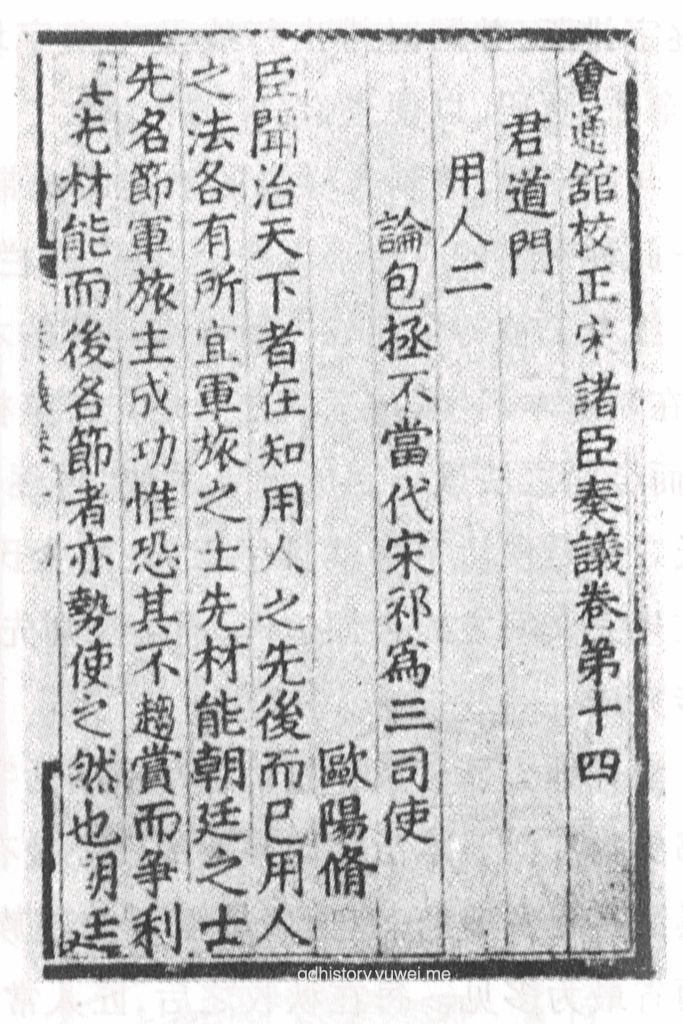 會通舘校正宋諸臣奏議卷第十四
君道門
用人二
論包拯不當代宋祁爲三司使
歐陽脩
臣聞治天下者在知用人之先後而已用人
之法各有所宜軍旅之士先材能朝廷之士
先名節軍旅主成功惟恐其不趨賞而争利
先材能而後名節者亦勢使之然也朝廷
adhistory.yuwei.me